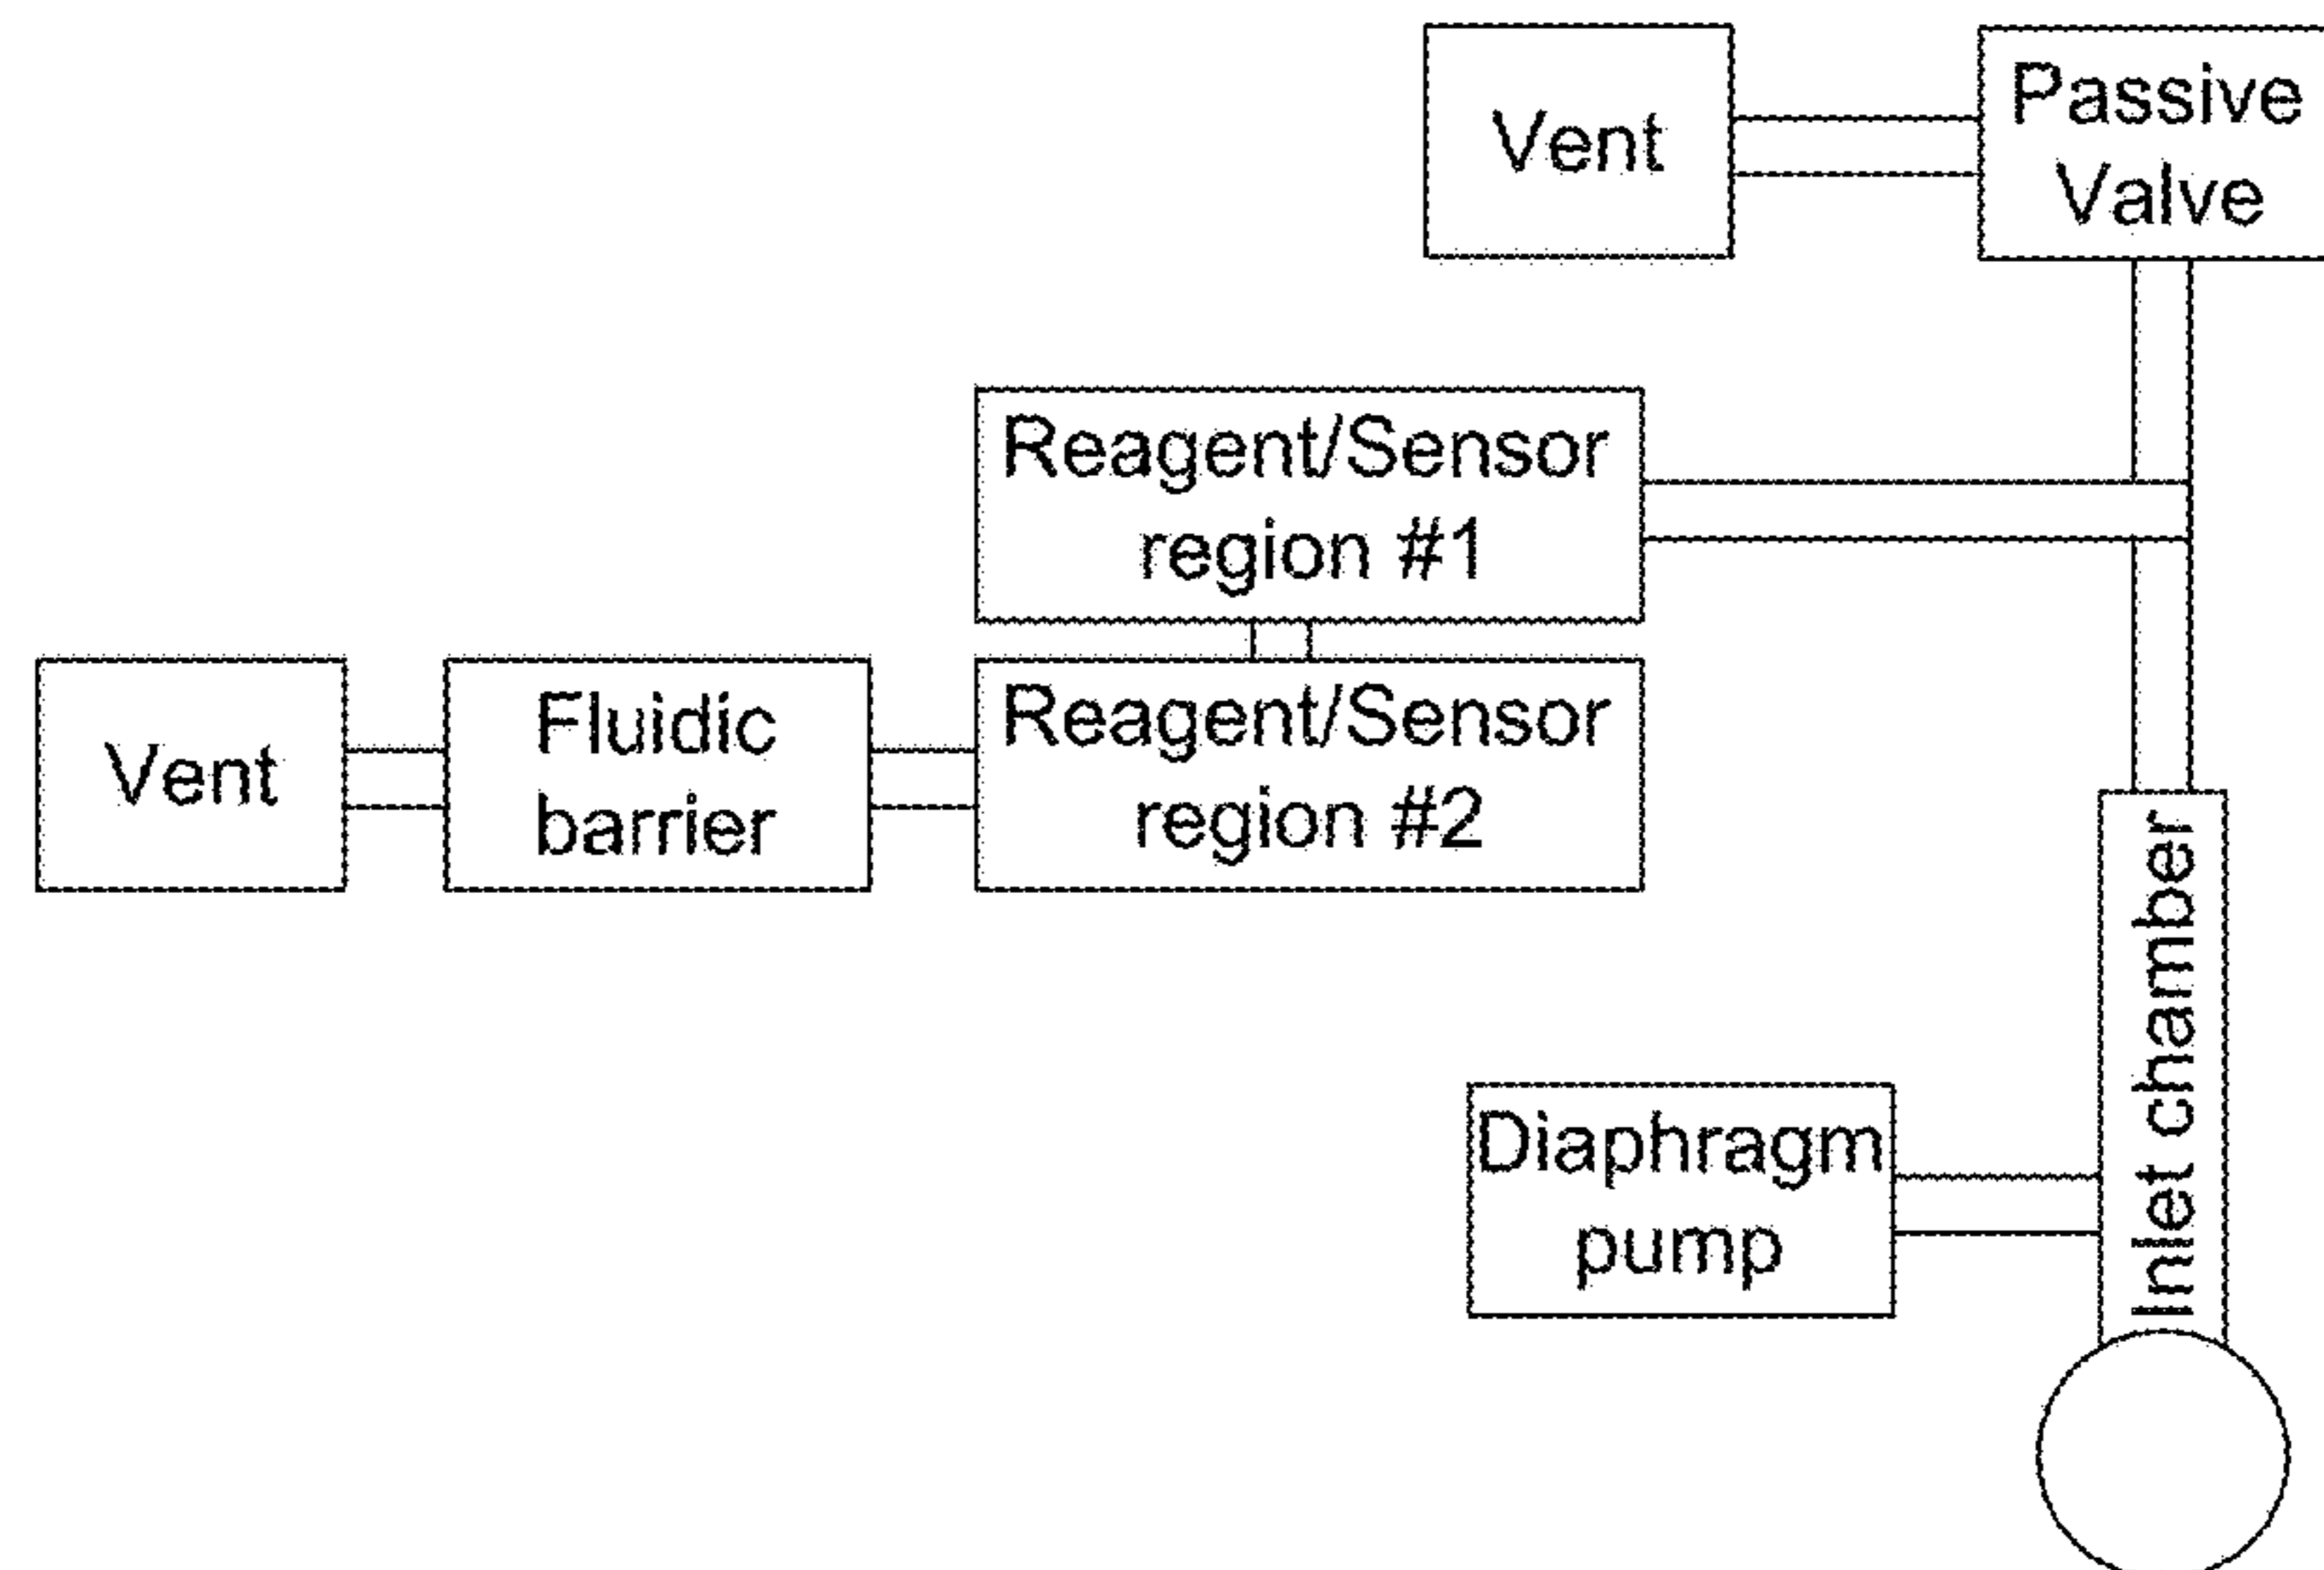 Vent
Passive
Valve
Reagent/Sensor
region #1
Vent
Fluidic
barrier
Reagent/Sensor
region #2
Inlet chamber
Diaphragm
pump